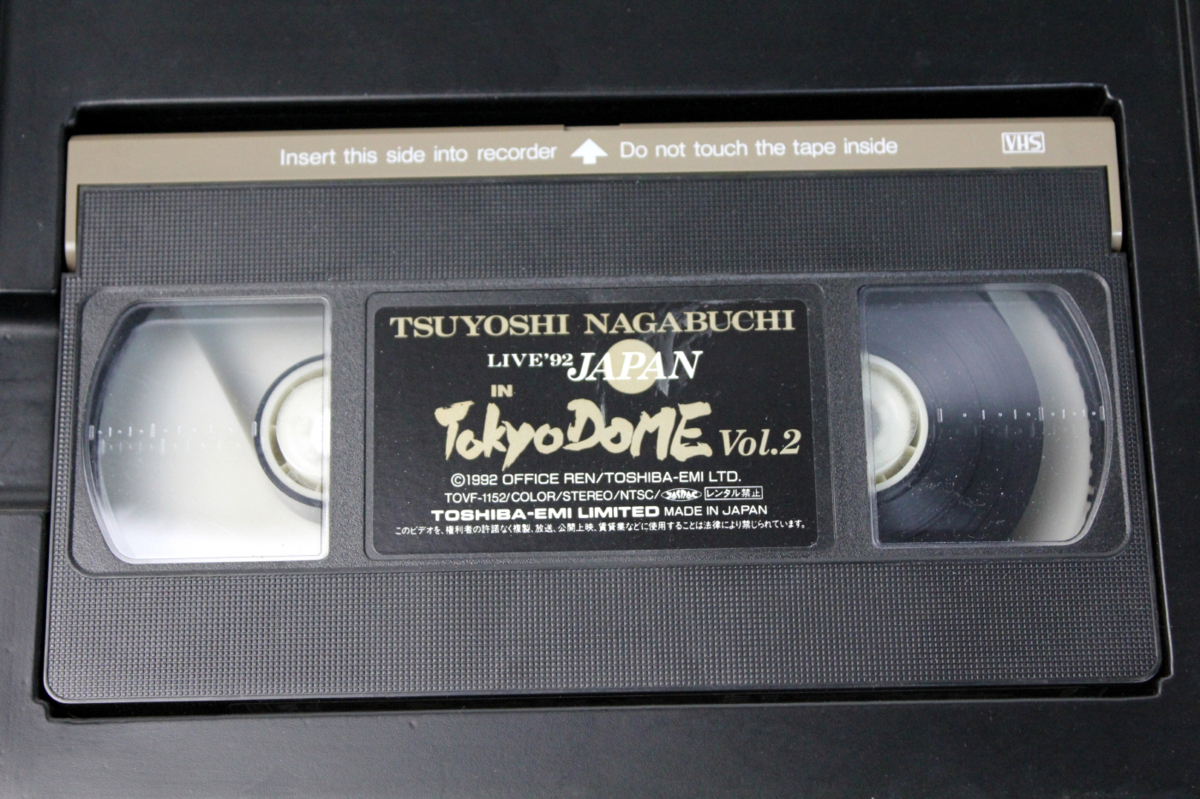 Insert this side into recorder Do not touch the tape inside VHS
TSUYOSHI NAGABUCHI
LIVE'92 JAPAN
IN
Tokyo DOME Vol.2
©1992 OFFICE REN/TOSHIBA-EMI LTD.
TOVF-1152/COLOR/STEREO/NTSC/ レンタル禁止
TOSHIBA-EMI LIMITED MADE IN JAPAN
このビデオを、権利者の許諾なく複製、放送、公開上映、賃貸業などに使用することは法律により禁じられています。